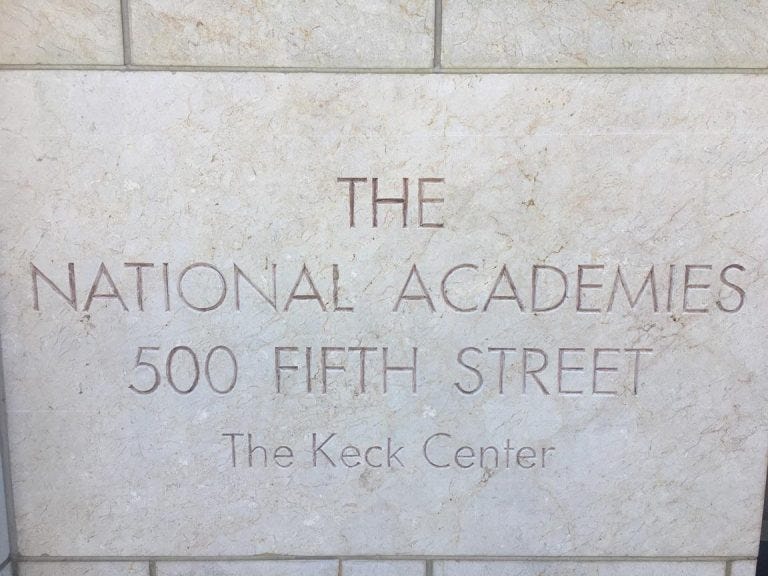 THE
NATIONAL ACADEMIES
500 FIFTH STREET
The Keck Center